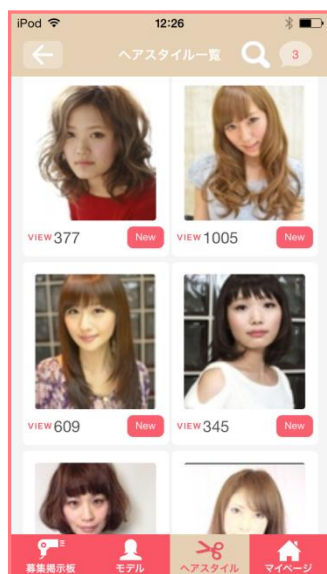 iPod 12:26
ヘアスタイル一覧 3
VIEW 377 New
VIEW 1005 New
VIEW 609 New
VIEW 345 New
募集掲示板 モデル ヘアスタイル マイページ